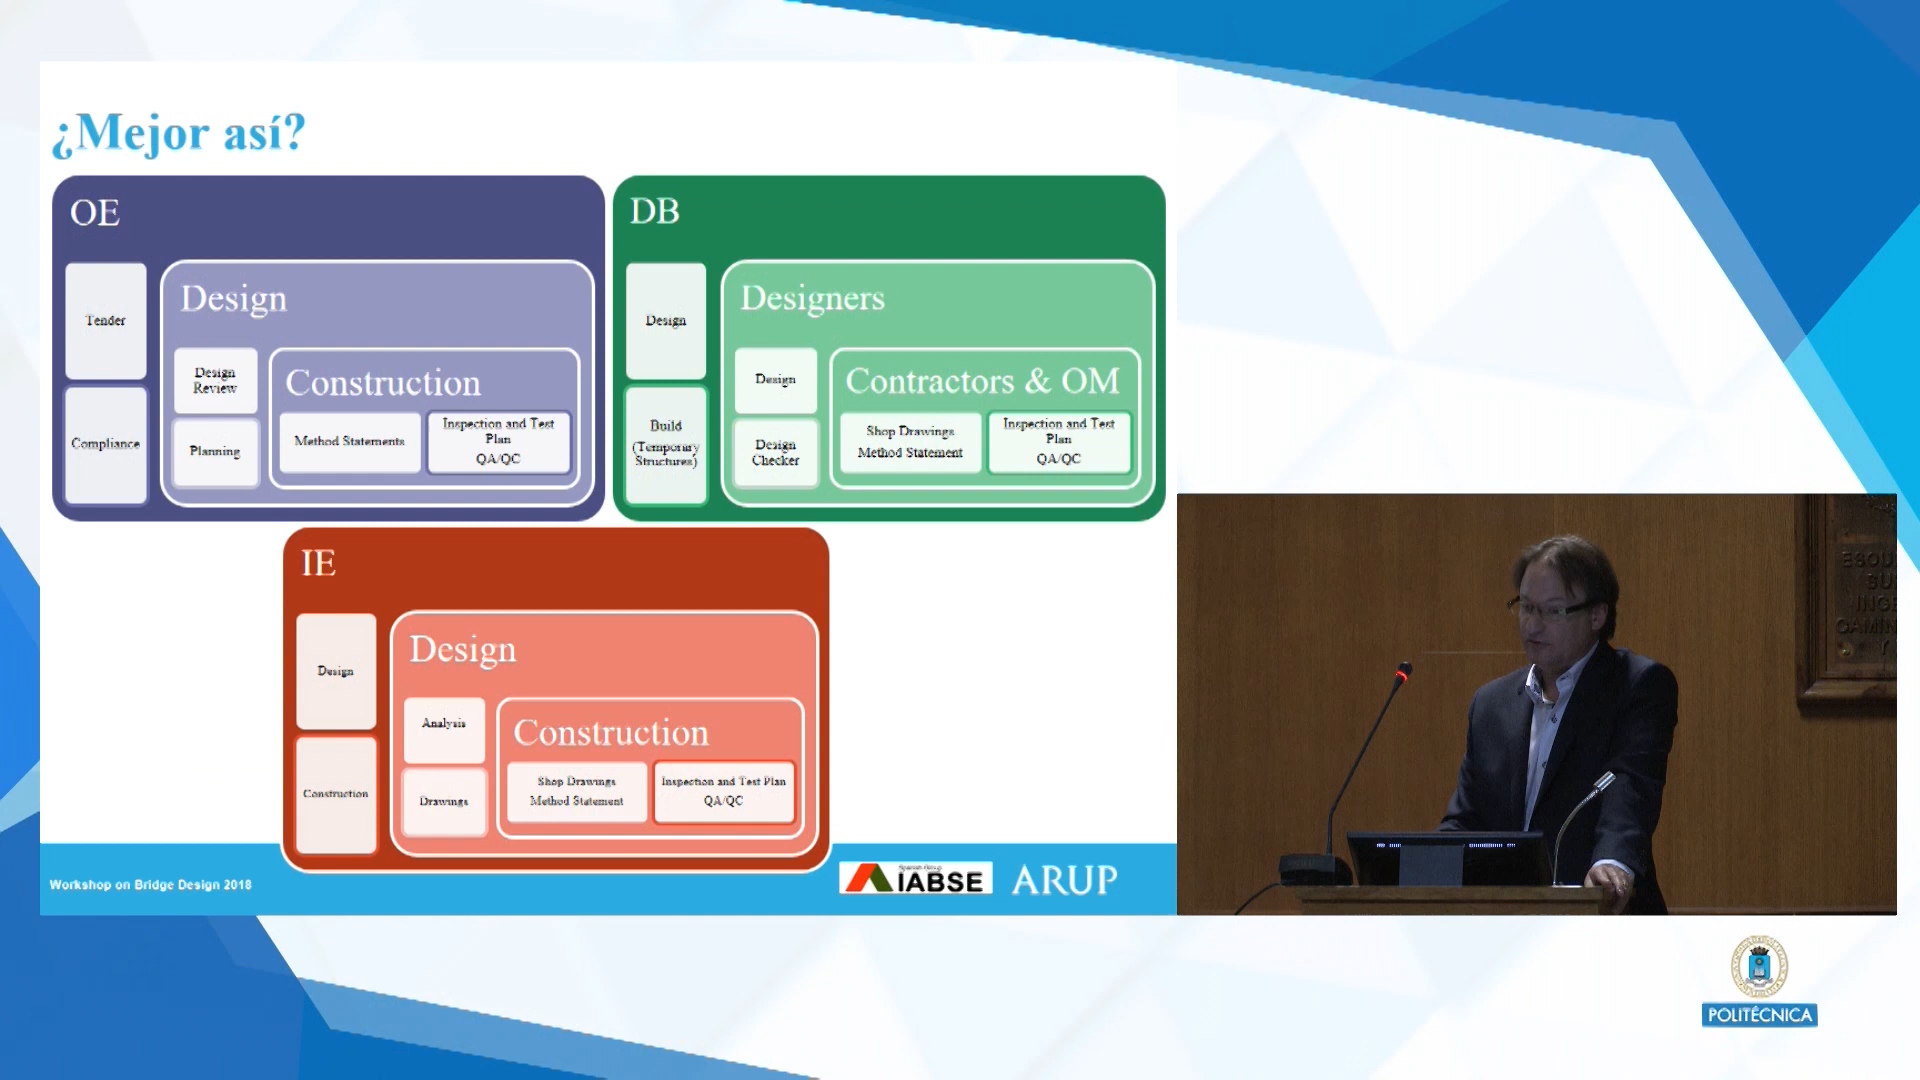 ¿Mejor así?
OE
Tender
Compliance
Design
Design
Review
Planning
Construction
Method Statements
Inspection and Test
Plan
QA/QC
DB
Design
Build
(Temporary
Structures)
Designers
Design
Design
Checker
Contractors & OM
Shop Drawings
Method Statement
Inspection and Test
Plan
QA/QC
IE
Design
Construction
Design
Analysis
Drawings
Construction
Shop Drawings
Method Statement
Inspection and Test Plan
QA/QC
Workshop on Bridge Design 2018
Spanish Group
IABSE
ARUP
POLITÉCNICA